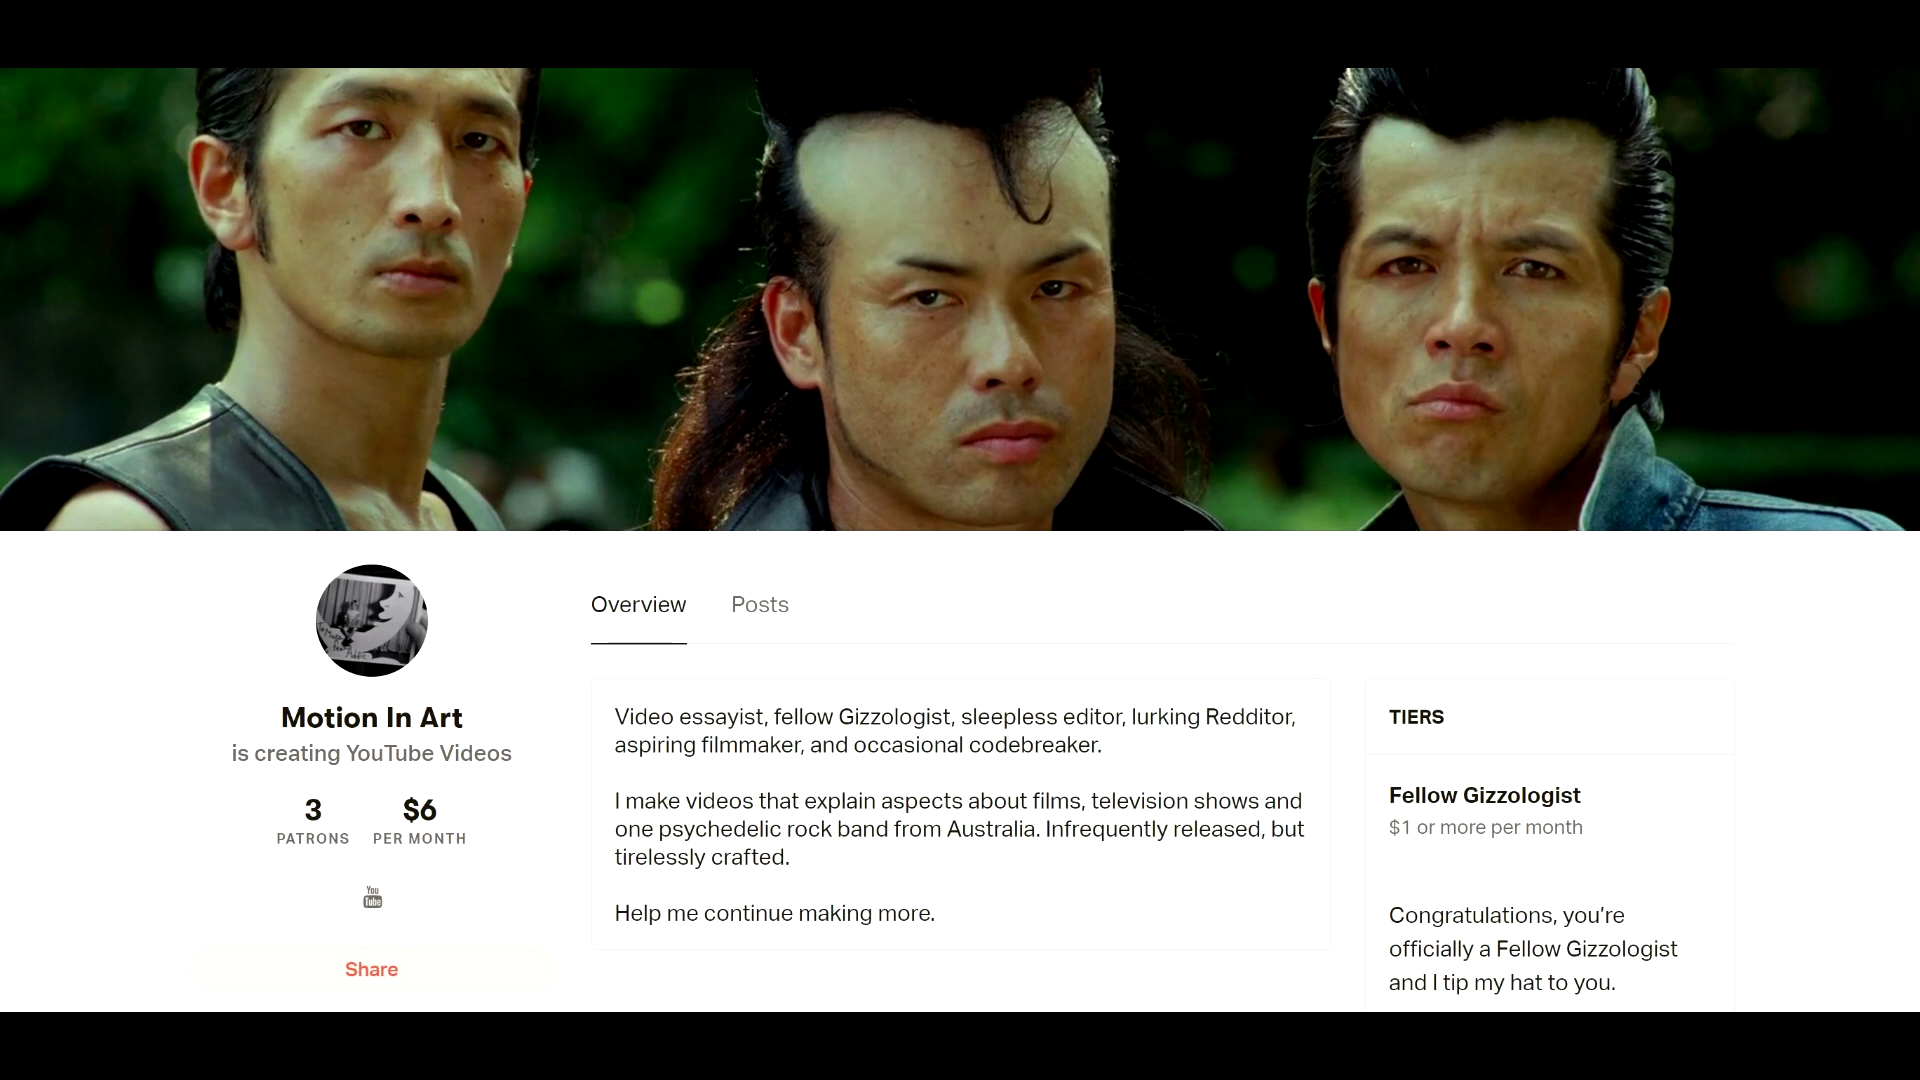 Overview
Posts
Motion In Art
is creating YouTube Videos
3
PATRONS
$6
PER MONTH
You
Tube
Share
Video essayist, fellow Gizzologist, sleepless editor, lurking Redditor,
aspiring filmmaker, and occasional codebreaker.
I make videos that explain aspects about films, television shows and
one psychedelic rock band from Australia. Infrequently released, but
tirelessly crafted.
Help me continue making more.
TIERS
Fellow Gizzologist
$1 or more per month
Congratulations, you’re
officially a Fellow Gizzologist
and I tip my hat to you.